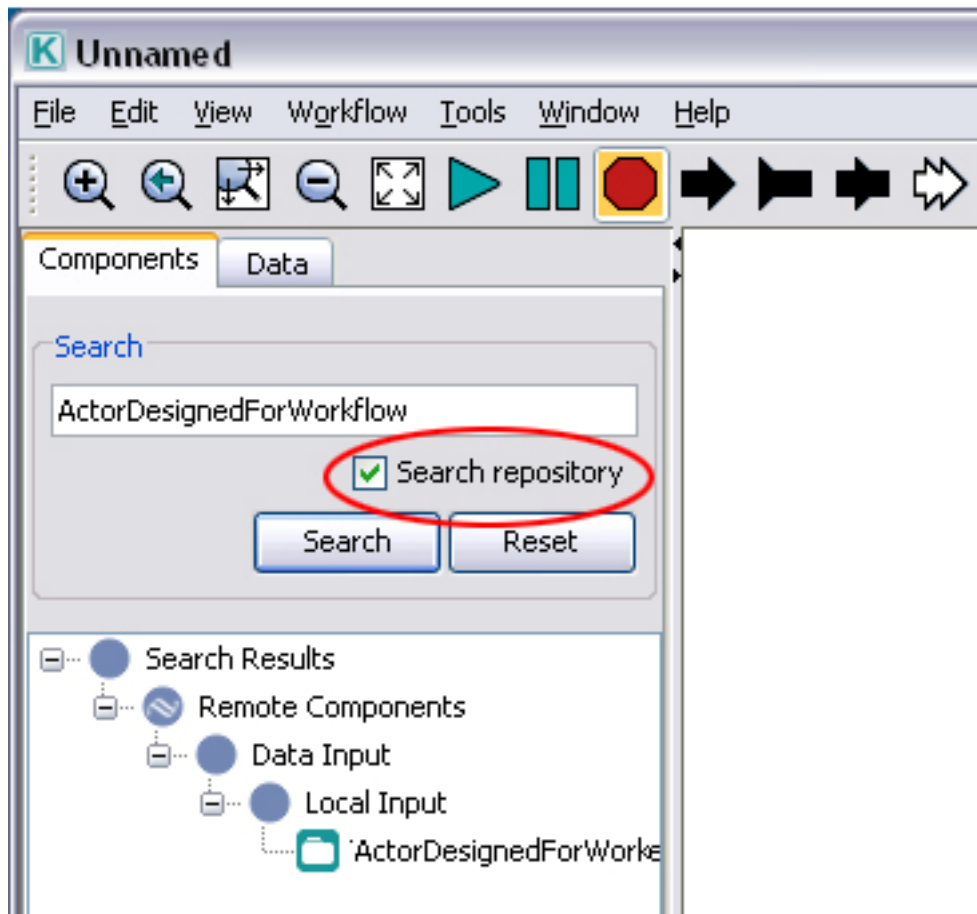 K Unnamed
File Edit View Workflow Tools Window Help
Components Data
Search
ActorDesignedForWorkflow
Search repository
Search Reset
Search Results
Remote Components
Data Input
Local Input
'ActorDesignedForWorke